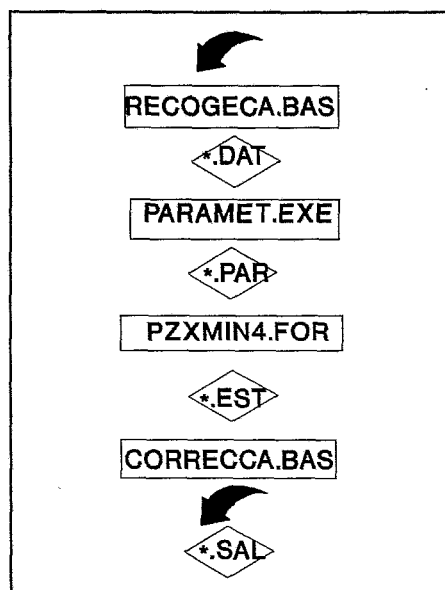 RECOGECA.BAS
*.DAT
PARAMET.EXE
*.PAR
PZXMIN4.FOR
*.EST
CORRECCA.BAS
*.SAL